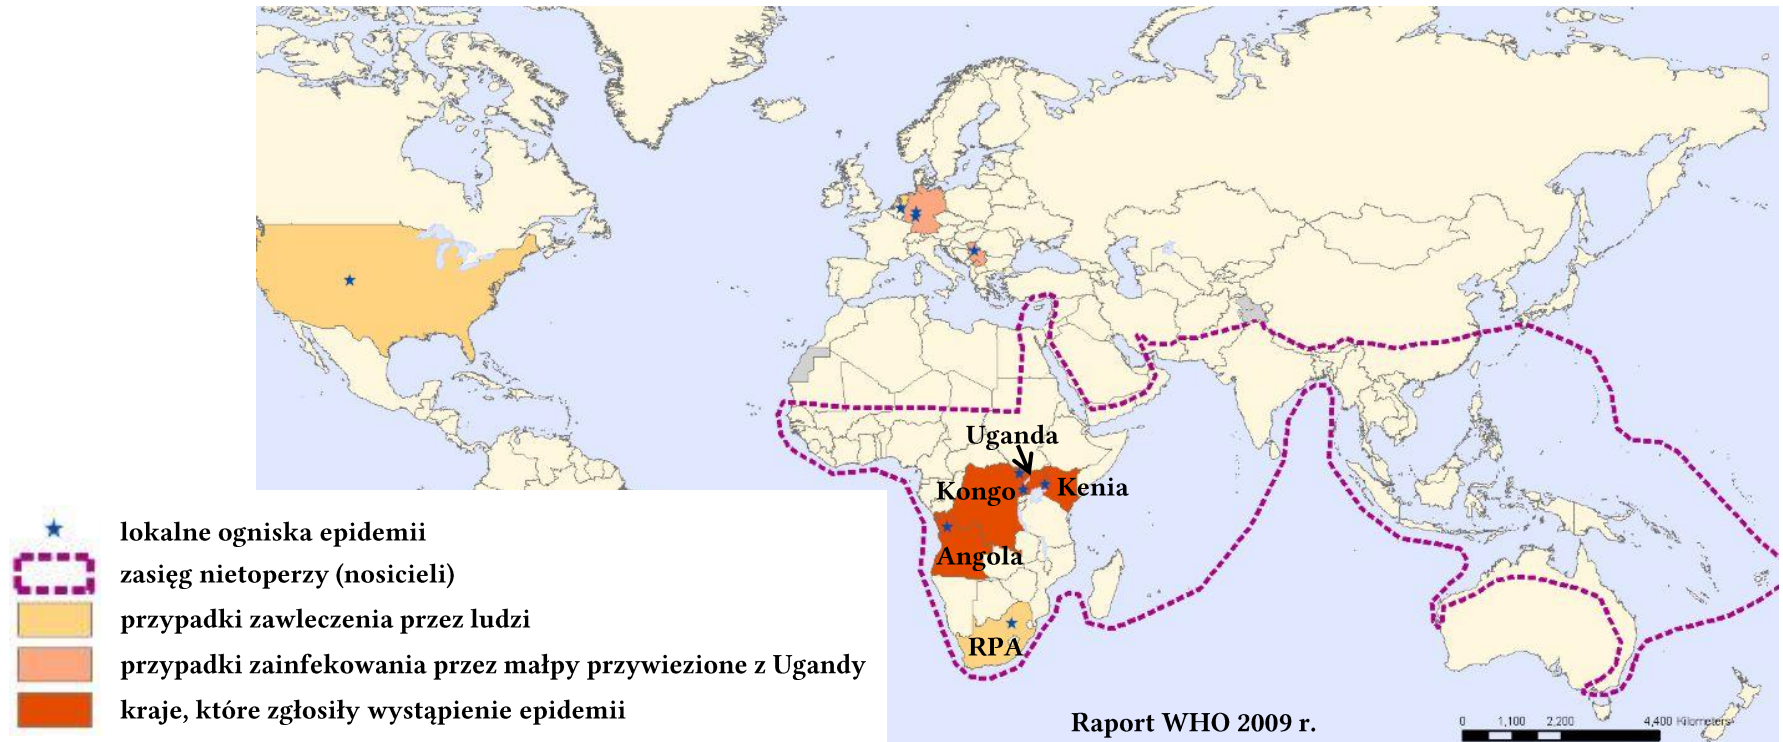 Uganda
Kongo
Kenia
Angola
RPA
lokalne ogniska epidemii
zasięg nietoperzy (nosicieli)
przypadki zawleczenia przez ludzi
przypadki zainfekowania przez małpy przywiezione z Ugandy
kraje, które zgłosiły wystąpienie epidemii
Raport WHO 2009 r.
0 1,100 2,200 4,400 Kilometers